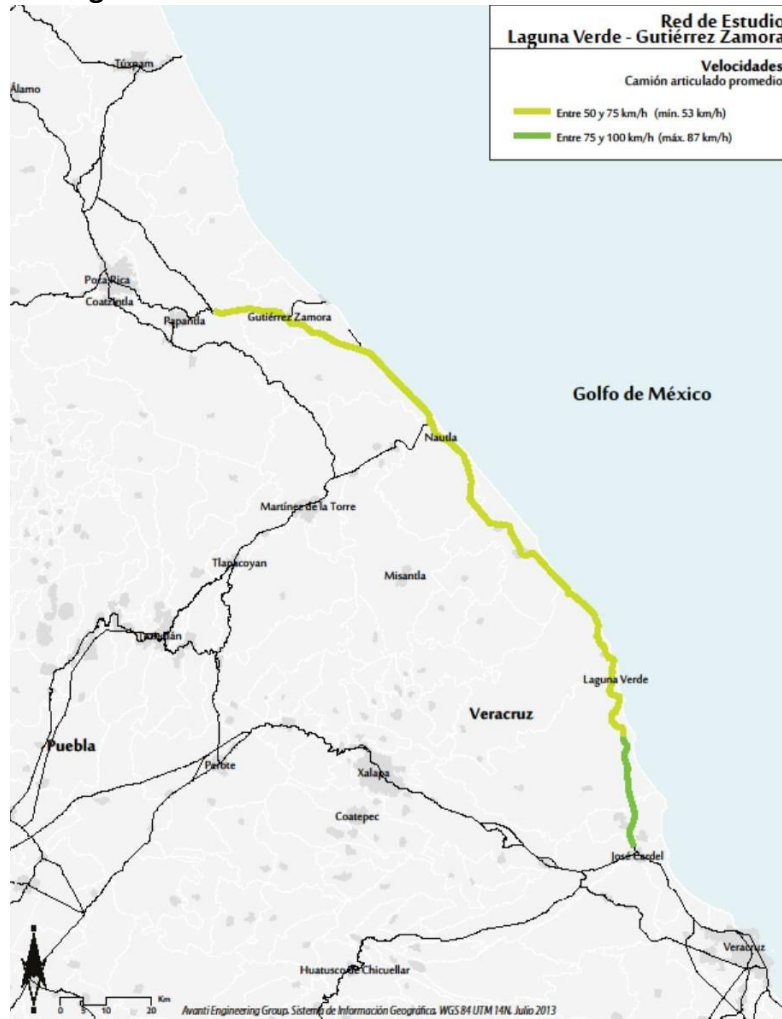 Red de Estudio
Laguna Verde - Gutiérrez Zamora
Velocidades
Camión articulado promedio
Entre 50 y 75 km/h (mín. 53 km/h)
Entre 75 y 100 km/h (máx. 87 km/h)
Túxpam
Álamo
Poza Rica
Coatzintla
Papantla
Gutiérrez Zamora
Golfo de México
Nautla
Martínez de la Torre
Tlapacoyan
Misantla
Laguna Verde
Veracruz
Puebla
Perote
Xalapa
Coatepec
José Cardel
Veracruz
Huatusco de Chicuellar
0 5 10 20 Km
Avanti Engineering Group. Sistema de Información Geográfica. WGS 84 UTM 14N. Julio 2013